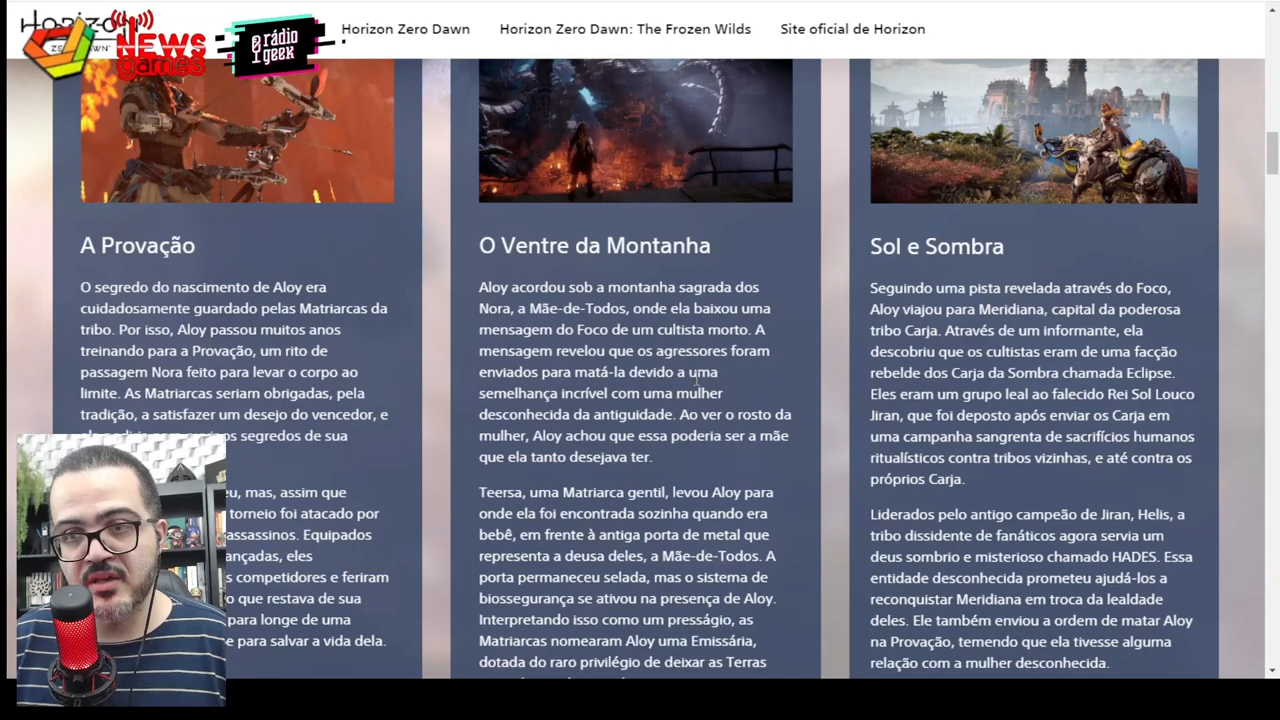 Horizon
ZERO DAWN
NEWS
games
a rádio
geek
Horizon Zero Dawn
Horizon Zero Dawn: The Frozen Wilds
Site oficial de Horizon
A Provação
O segredo do nascimento de Aloy era
cuidadosamente guardado pelas Matriarcas da
tribo. Por isso, Aloy passou muitos anos
treinando para a Provação, um rito de
passagem Nora feito para levar o corpo ao
limite. As Matriarcas seriam obrigadas, pela
tradição, a satisfazer um desejo do vencedor, e
segredos de sua
mas, assim que
torneio foi atacado por
assassinos. Equipados
eles
competidores e feriram
o que restava de sua
para longe de uma
para salvar a vida dela.
O Ventre da Montanha
Aloy acordou sob a montanha sagrada dos
Nora, a Mãe-de-Todos, onde ela baixou uma
mensagem do Foco de um cultista morto. A
mensagem revelou que os agressores foram
enviados para matá-la devido a uma
semelhança incrível com uma mulher
desconhecida da antiguidade. Ao ver o rosto da
mulher, Aloy achou que essa poderia ser a mãe
que ela tanto desejava ter.
Teersa, uma Matriarca gentil, levou Aloy para
onde ela foi encontrada sozinha quando era
bebê, em frente à antiga porta de metal que
representa a deusa deles, a Mãe-de-Todos. A
porta permaneceu selada, mas o sistema de
biossegurança se ativou na presença de Aloy.
Interpretando isso como um presságio, as
Matriarcas nomearam Aloy uma Emissária,
dotada do raro privilégio de deixar as Terras
Sol e Sombra
Seguindo uma pista revelada através do Foco,
Aloy viajou para Meridiana, capital da poderosa
tribo Carja. Através de um informante, ela
descobriu que os cultistas eram de uma facção
rebelde dos Carja da Sombra chamada Eclipse.
Eles eram um grupo leal ao falecido Rei Sol Louco
Jiran, que foi deposto após enviar os Carja em
uma campanha sangrenta de sacrifícios humanos
ritualísticos contra tribos vizinhas, e até contra os
próprios Carja.
Liderados pelo antigo campeão de Jiran, Helis, a
tribo dissidente de fanáticos agora servia um
deus sombrio e misterioso chamado HADES. Essa
entidade desconhecida prometeu ajudá-los a
reconquistar Meridiana em troca da lealdade
deles. Ele também enviou a ordem de matar Aloy
na Provação, temendo que ela tivesse alguma
relação com a mulher desconhecida.